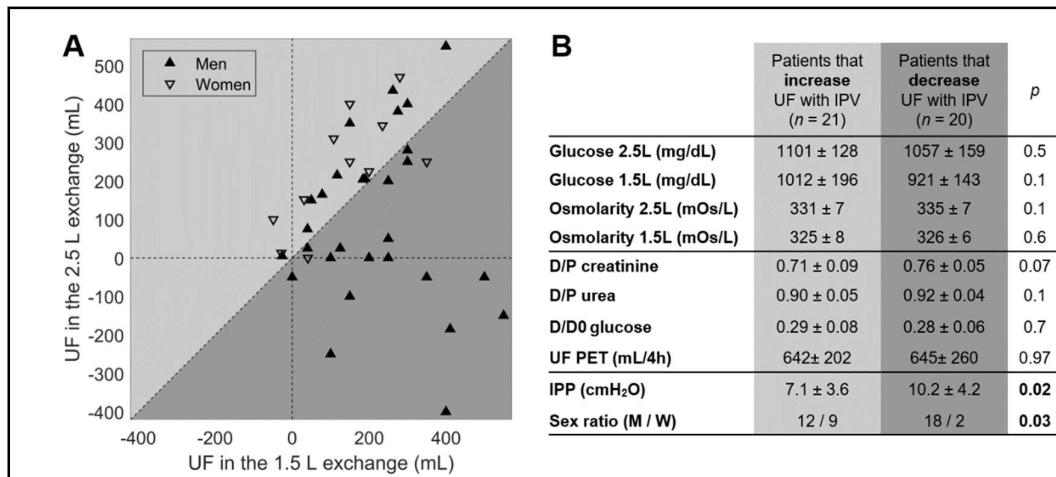 A
Men
Women
500
400
300
200
100
0
-100
-200
-300
-400
UF in the 2.5 L exchange (mL)
-400 -200 0 200 400
UF in the 1.5 L exchange (mL)
B
Patients that increase UF with IPV (n = 21)
Patients that decrease UF with IPV (n = 20)
p
Glucose 2.5L (mg/dL) 1101 ± 128 1057 ± 159 0.5
Glucose 1.5L (mg/dL) 1012 ± 196 921 ± 143 0.1
Osmolarity 2.5L (mOs/L) 331 ± 7 335 ± 7 0.1
Osmolarity 1.5L (mOs/L) 325 ± 8 326 ± 6 0.6
D/P creatinine 0.71 ± 0.09 0.76 ± 0.05 0.07
D/P urea 0.90 ± 0.05 0.92 ± 0.04 0.1
D/D0 glucose 0.29 ± 0.08 0.28 ± 0.06 0.7
UF PET (mL/4h) 642± 202 645± 260 0.97
IPP (cmH₂O) 7.1 ± 3.6 10.2 ± 4.2 0.02
Sex ratio (M / W) 12 / 9 18 / 2 0.03